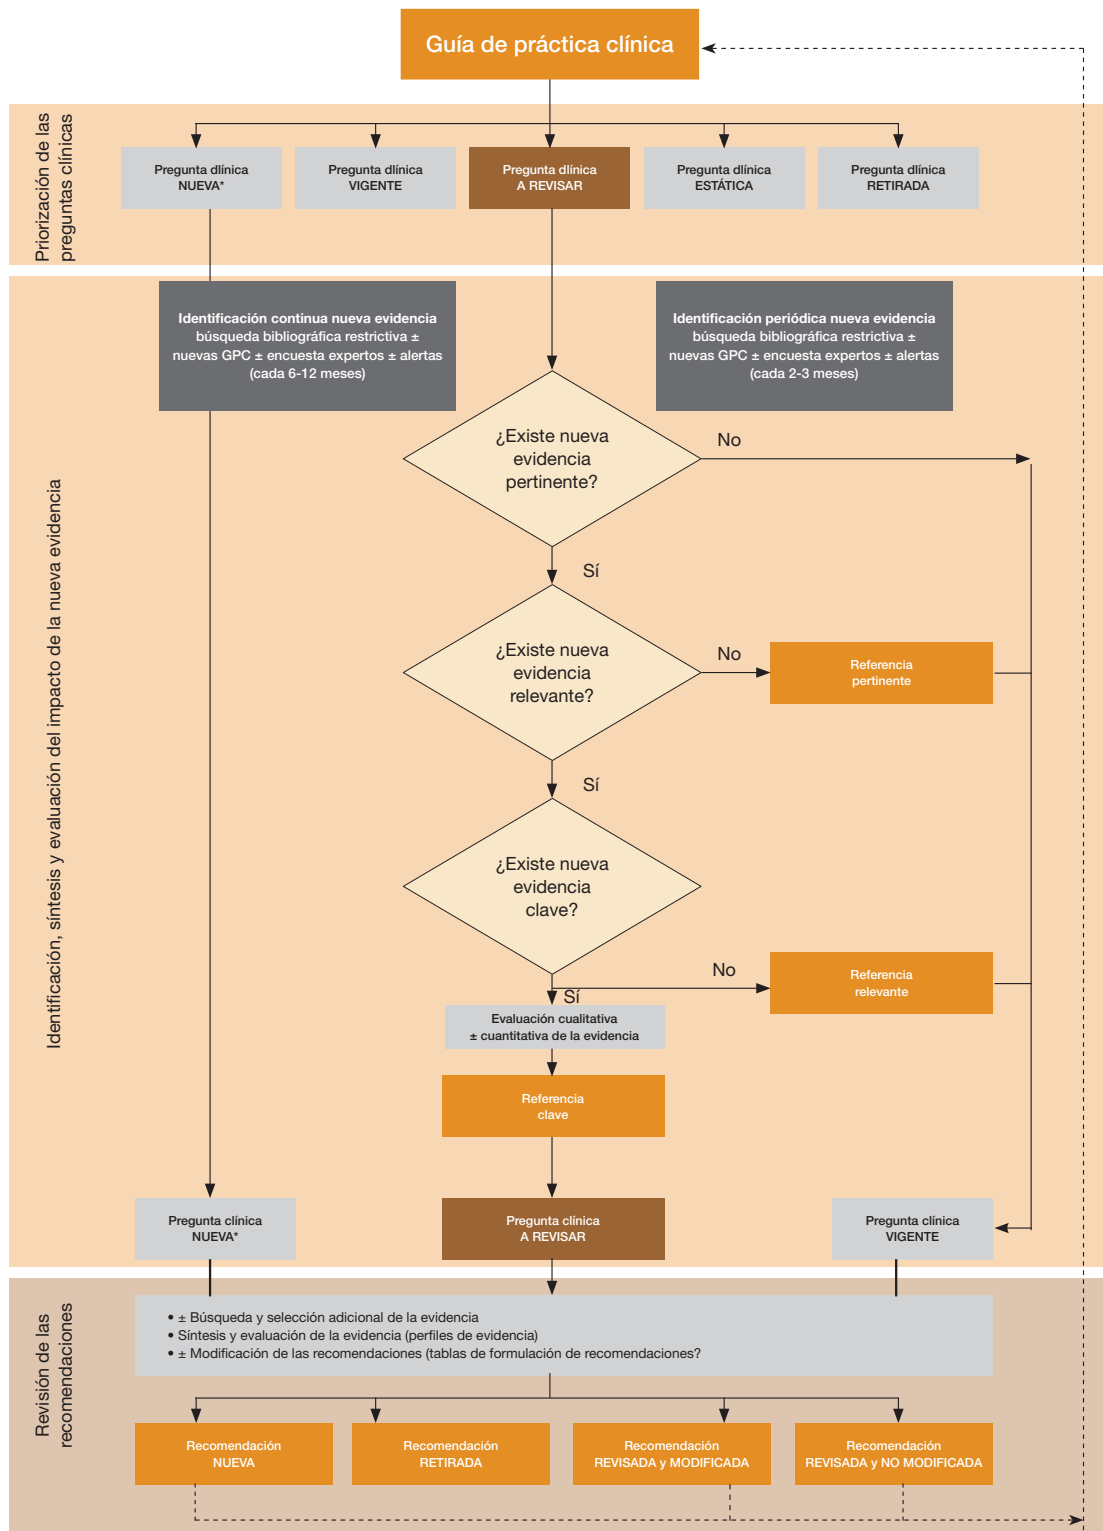 Guía de práctica clínica
Priorización de las
preguntas clínicas
Pregunta dlínica
NUEVA*
Pregunta dlínica
VIGENTE
Pregunta dlínica
A REVISAR
Pregunta dlínica
ESTÁTICA
Pregunta dlínica
RETIRADA
Identificación, síntesis y evaluación del impacto de la nueva evidencia
Identificación continua nueva evidencia
búsqueda bibliográfica restrictiva ±
nuevas GPC ± encuesta expertos ± alertas
(cada 6-12 meses)
Identificación periódica nueva evidencia
búsqueda bibliográfica restrictiva ±
nuevas GPC ± encuesta expertos ± alertas
(cada 2-3 meses)
¿Existe nueva
evidencia
pertinente?
No
Sí
¿Existe nueva
evidencia
relevante?
No
Referencia
pertinente
Sí
¿Existe nueva
evidencia
clave?
No
Referencia
relevante
Sí
Evaluación cualitativa
± cuantitativa de la evidencia
Referencia
clave
Pregunta clínica
NUEVA*
Pregunta clínica
A REVISAR
Pregunta clínica
VIGENTE
Revisión de las
recomendaciones
• ± Búsqueda y selección adicional de la evidencia
• Síntesis y evaluación de la evidencia (perfiles de evidencia)
• ± Modificación de las recomendaciones (tablas de formulación de recomendaciones?
Recomendación
NUEVA
Recomendación
RETIRADA
Recomendación
REVISADA y MODIFICADA
Recomendación
REVISADA y NO MODIFICADA